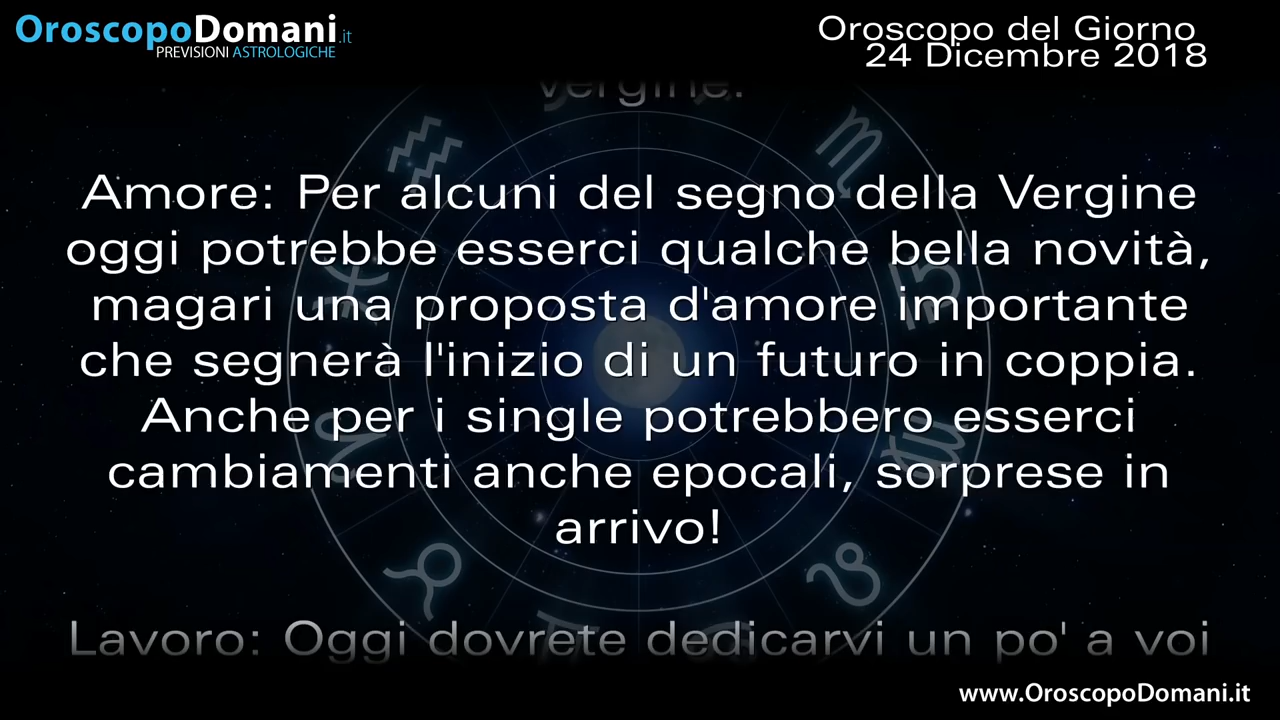 OroscopoDomani.it
PREVISIONI ASTROLOGICHE
Oroscopo del Giorno
24 Dicembre 2018
vergine.
Amore: Per alcuni del segno della Vergine
oggi potrebbe esserci qualche bella novità,
magari una proposta d'amore importante
che segnerà l'inizio di un futuro in coppia.
Anche per i single potrebbero esserci
cambiamenti anche epocali, sorprese in
arrivo!
Lavoro: Oggi dovrete dedicarvi un po' a voi
www.OroscopoDomani.it